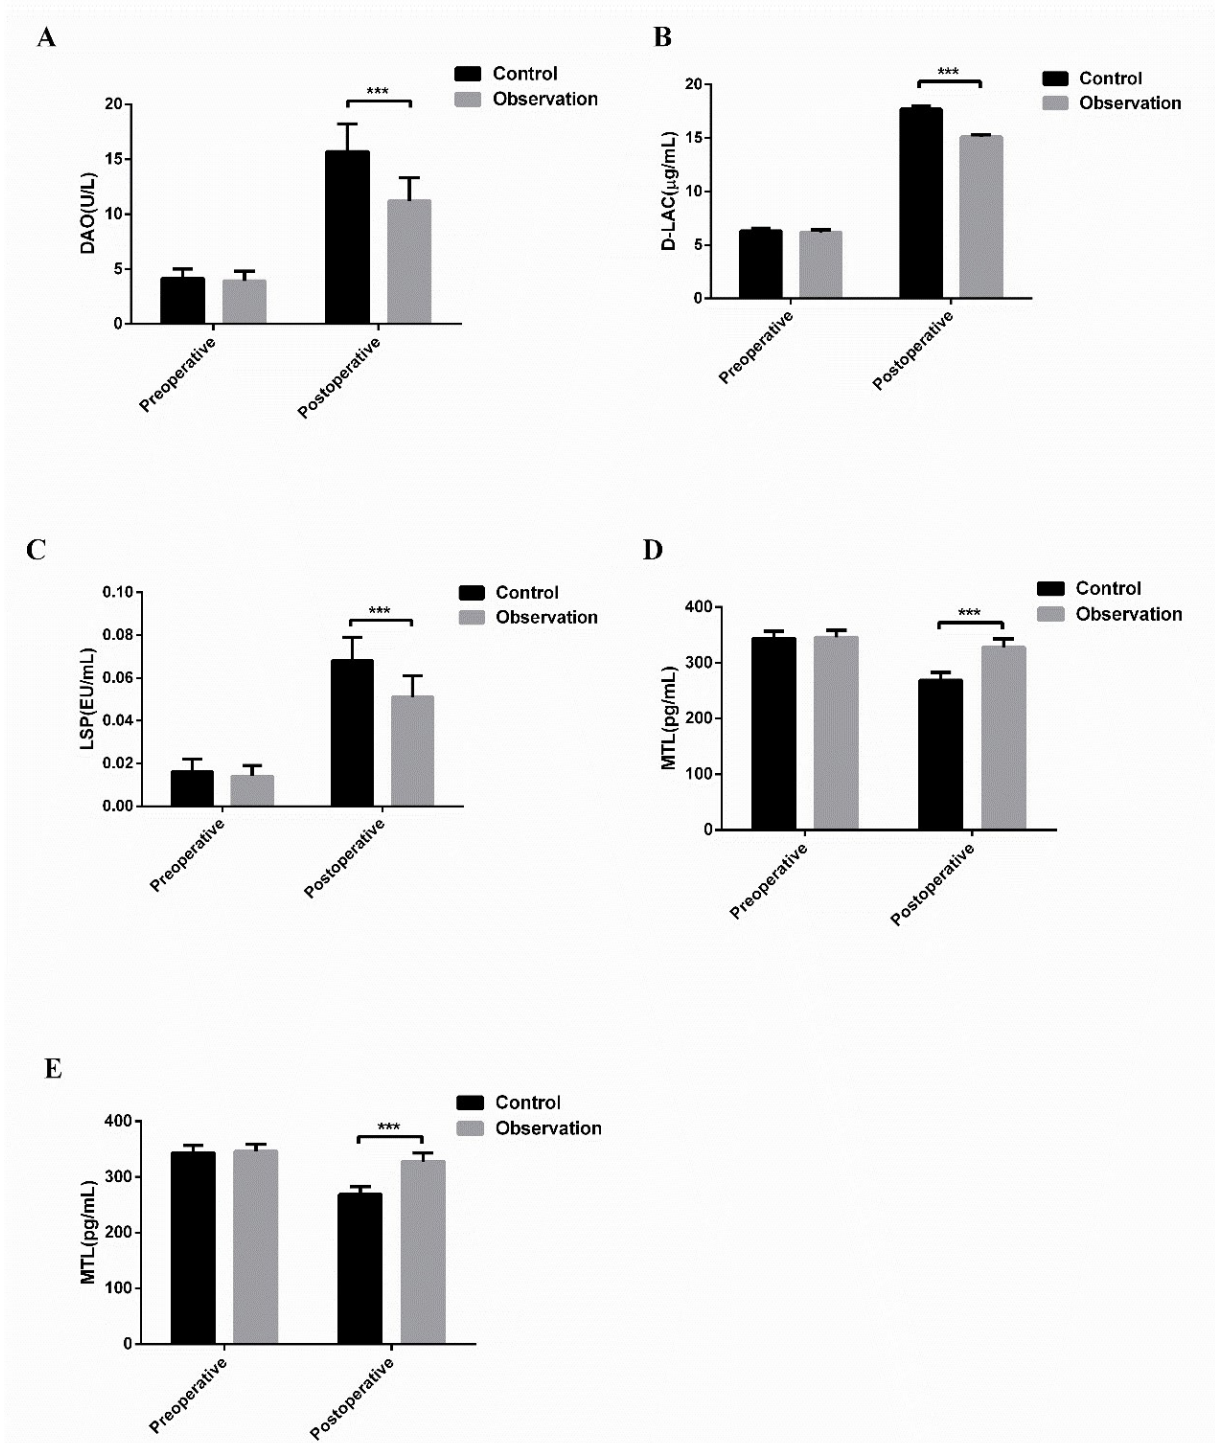 A
Control
Observation
***
20
15
10
5
0
DAO(U/L)
Preoperative
Postoperative
B
Control
Observation
***
20
15
10
5
0
D-LAC(μg/mL)
Preoperative
Postoperative
C
Control
Observation
***
0.10
0.08
0.06
0.04
0.02
0.00
LSP(EU/mL)
Preoperative
Postoperative
D
Control
Observation
***
400
300
200
100
0
MTL(pg/mL)
Preoperative
Postoperative
E
Control
Observation
***
400
300
200
100
0
MTL(pg/mL)
Preoperative
Postoperative